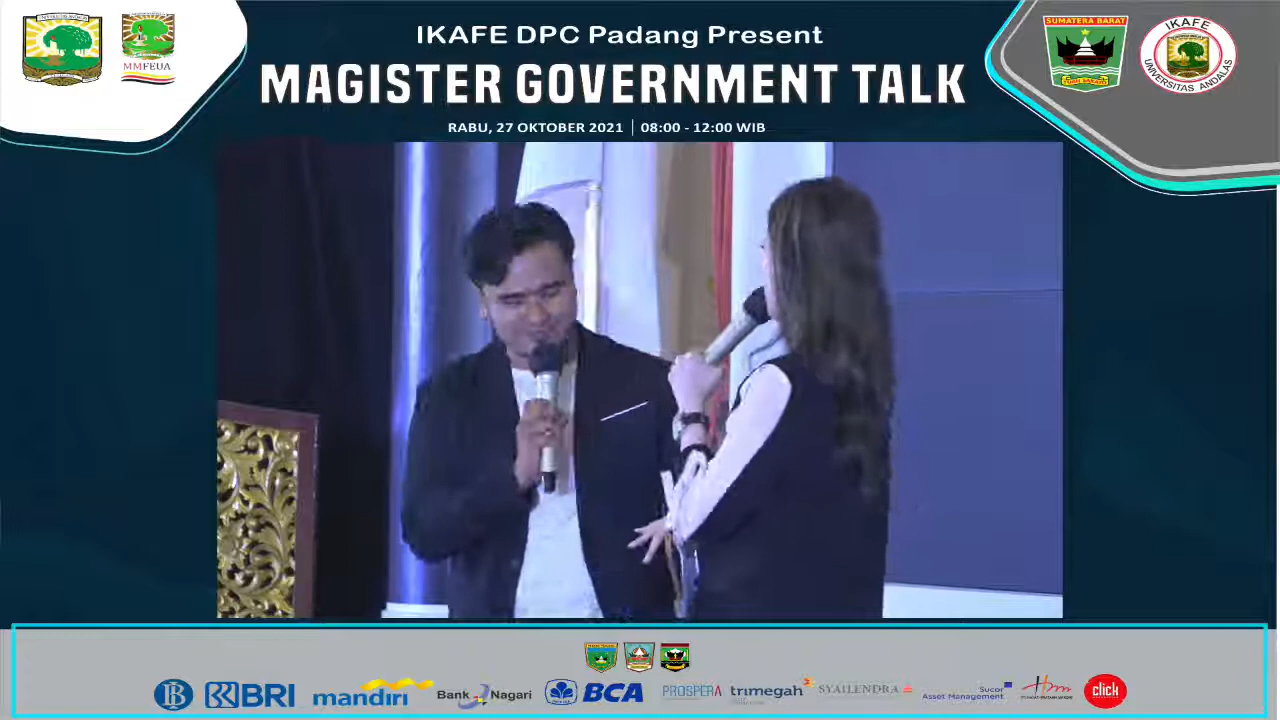 IKAFE DPC Padang Present
MAGISTER GOVERNMENT TALK
RABU, 27 OKTOBER 2021 | 08:00 - 12:00 WIB
MMFEUA
SUMATERA BARAT
IKAFE
UNIVERSITAS ANDALAS
BRI
mandiri
Bank Nagari
BCA
PROSPERA
trimegah
SYAILENDRA
Sucor
Asset Management
click